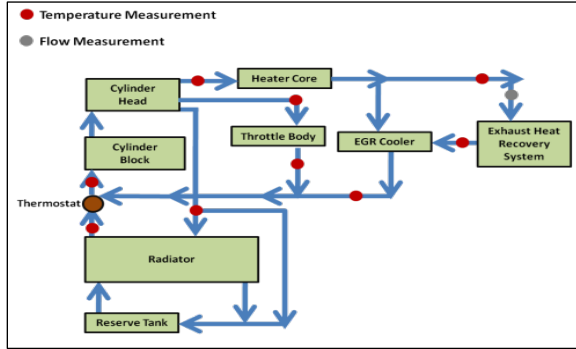 Temperature Measurement
Flow Measurement
Heater Core
Cylinder
Head
Throttle Body
EGR Cooler
Exhaust Heat
Recovery
System
Cylinder
Block
Thermostat
Radiator
Reserve Tank